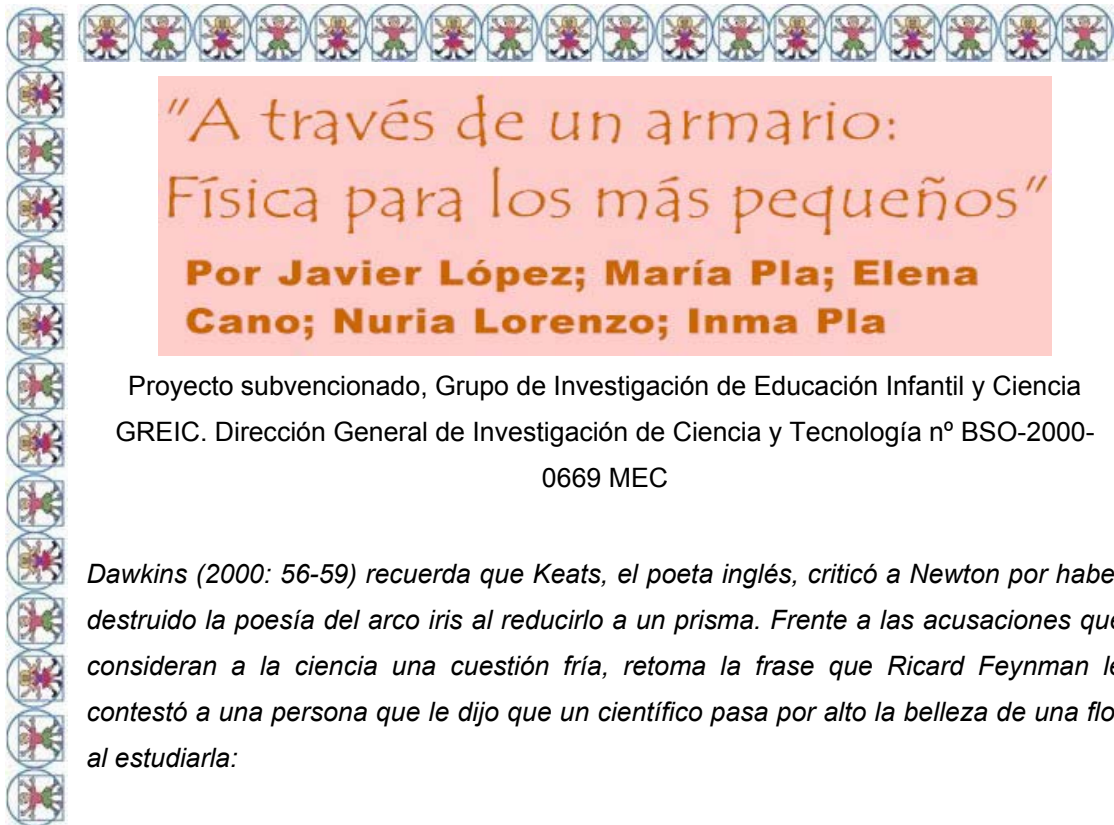 "A través de un armario:
Física para los más pequeños"
Por Javier López; María Pla; Elena
Cano; Nuria Lorenzo; Inma Pla
Proyecto subvencionado, Grupo de Investigación de Educación Infantil y Ciencia
GREIC. Dirección General de Investigación de Ciencia y Tecnología nº BSO-2000-
0669 MEC
Dawkins (2000: 56-59) recuerda que Keats, el poeta inglés, criticó a Newton por habe
destruido la poesía del arco iris al reducirlo a un prisma. Frente a las acusaciones que
consideran a la ciencia una cuestión fría, retoma la frase que Ricard Feynman le
contestó a una persona que le dijo que un científico pasa por alto la belleza de una flo
al estudiarla: